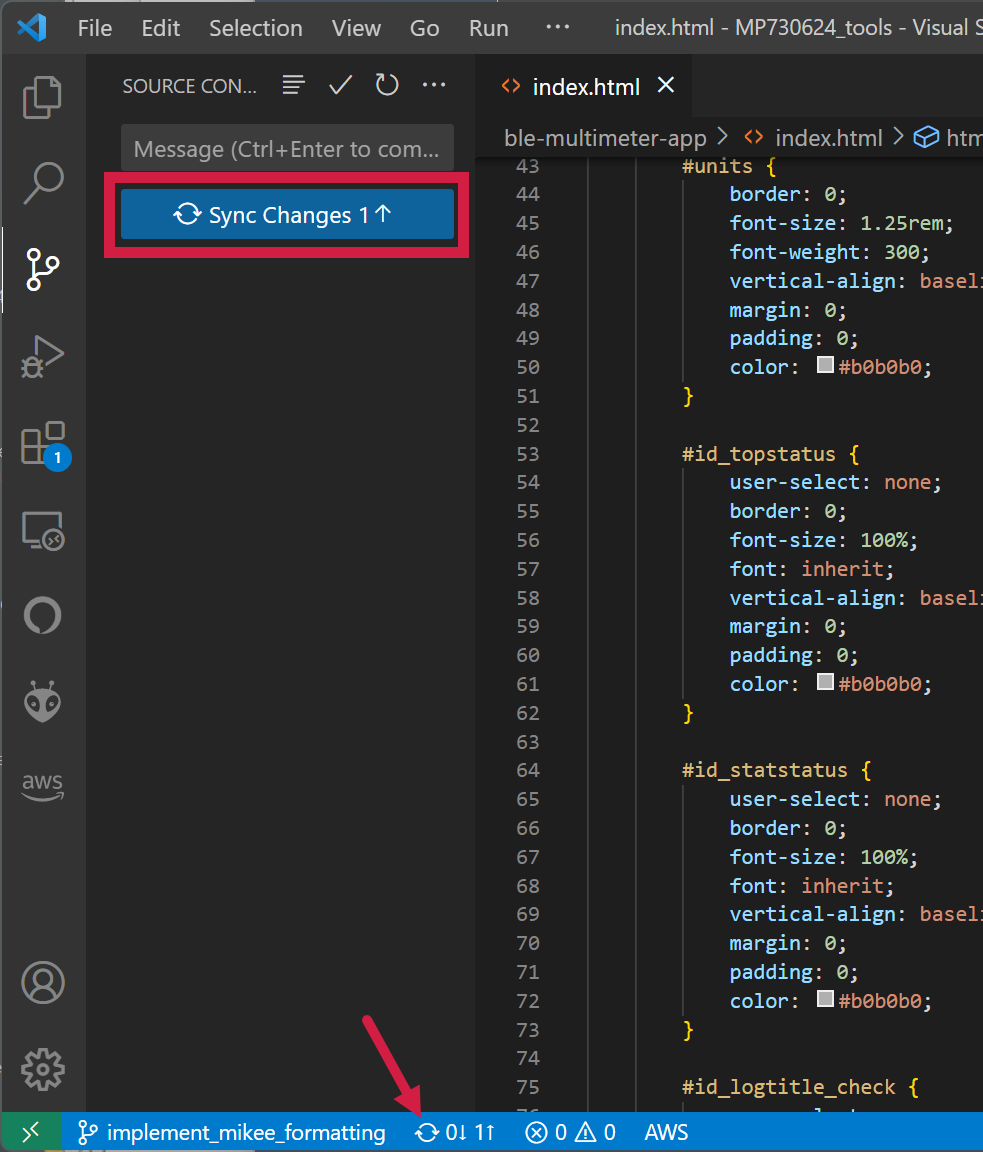 File Edit Selection View Go Run ··· index.html - MP730624_tools - Visual S
SOURCE CON... ···
index.html
Message (Ctrl+Enter to com...
ble-multimeter-app > index.html > htm
Sync Changes 1↑
43 #units {
44 border: 0;
45 font-size: 1.25rem;
46 font-weight: 300;
47 vertical-align: baseli
48 margin: 0;
49 padding: 0;
50 color: #b0b0b0;
51 }
52
53 #id_topstatus {
54 user-select: none;
55 border: 0;
56 font-size: 100%;
57 font: inherit;
58 vertical-align: baseli
59 margin: 0;
60 padding: 0;
61 color: #b0b0b0;
62 }
63
64 #id_statstatus {
65 user-select: none;
66 border: 0;
67 font-size: 100%;
68 font: inherit;
69 vertical-align: baseli
70 margin: 0;
71 padding: 0;
72 color: #b0b0b0;
73 }
74
75 #id_logtitle_check {
1
aws
implement_mikee_formatting 0↓ 1↑ 0 0 AWS